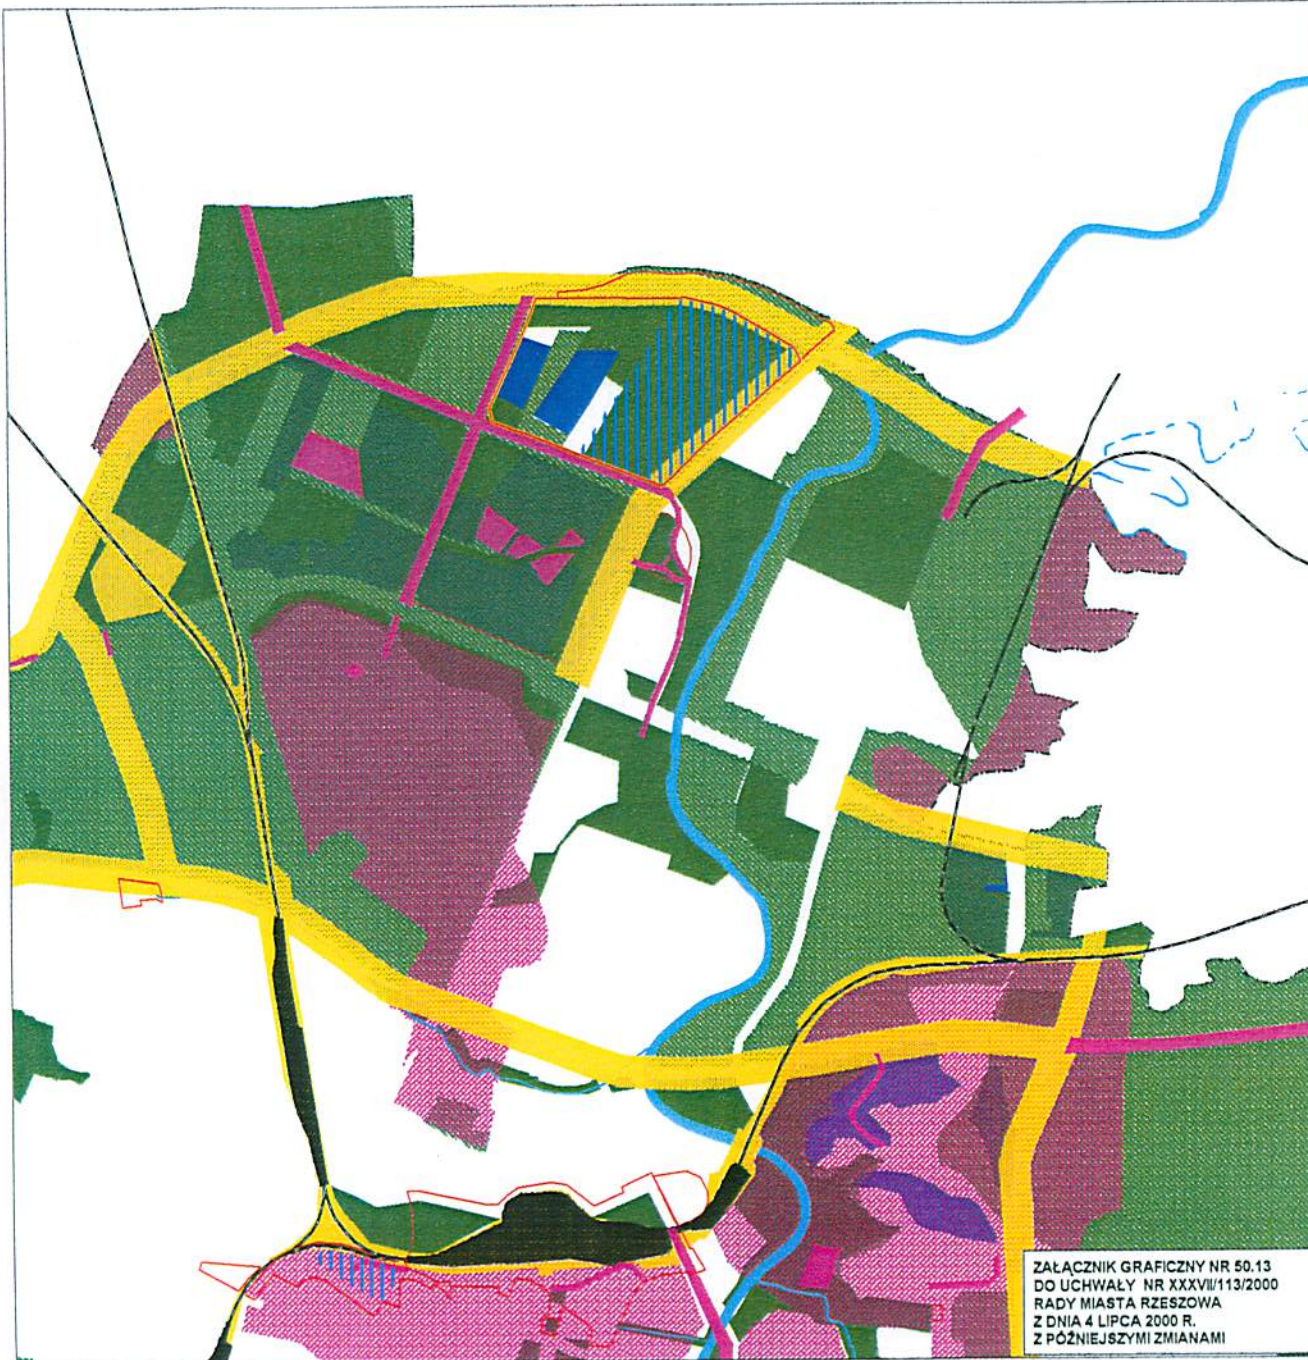 ZAŁĄCZNIK GRAFICZNY NR 50.13
DO UCHWAŁY NR XXXVII/113/2000
RADY MIASTA RZESZOWA
Z DNIA 4 LIPCA 2000 R.
Z PÓŹNIEJSZYMI ZMIANAMI